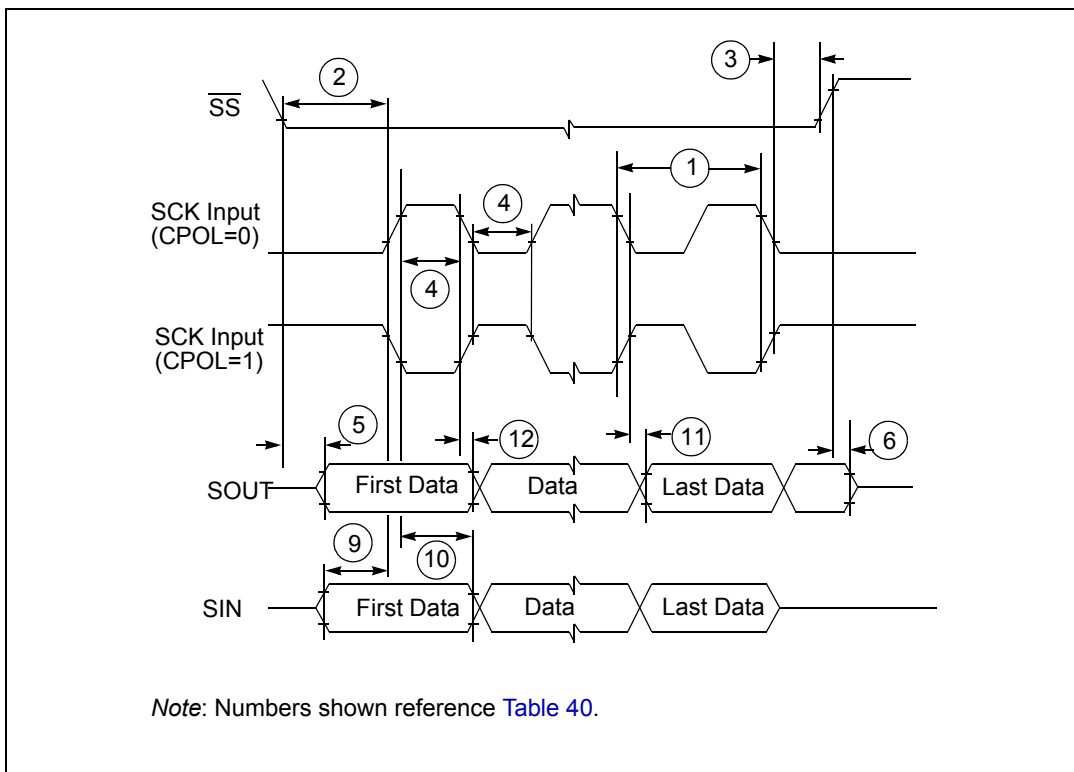 3
2
SS
1
SCK Input
(CPOL=0)
4
4
SCK Input
(CPOL=1)
5
12
11
6
SOUT
First Data
Data
Last Data
9
10
SIN
First Data
Data
Last Data
Note: Numbers shown reference Table 40.